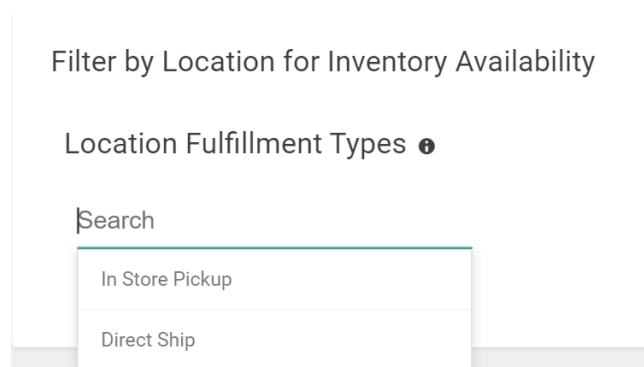 Filter by Location for Inventory Availability
Location Fulfillment Types
Search
In Store Pickup
Direct Ship